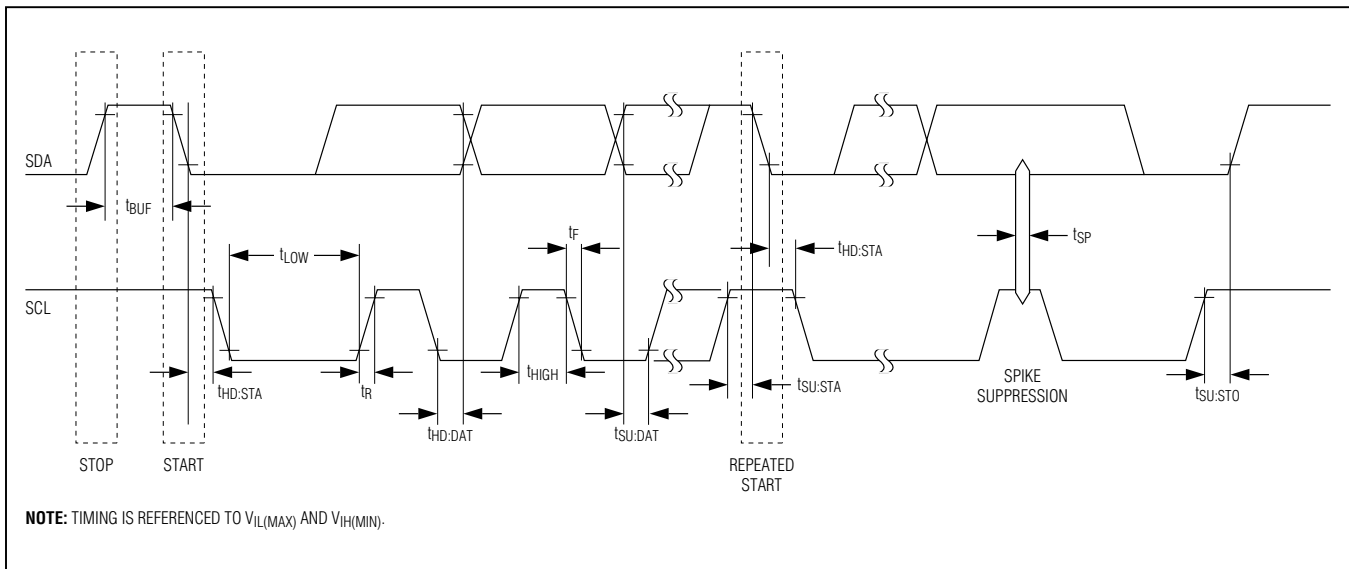 SDA
tBUF
tF
tSP
tHD:STA
tLOW
SCL
tHD:STA
tR
tHIGH
tSU:STA
SPIKE
SUPPRESSION
tSU:STO
tHD:DAT
tSU:DAT
STOP
START
REPEATED
START
NOTE: TIMING IS REFERENCED TO VIL(MAX) AND VIH(MIN).